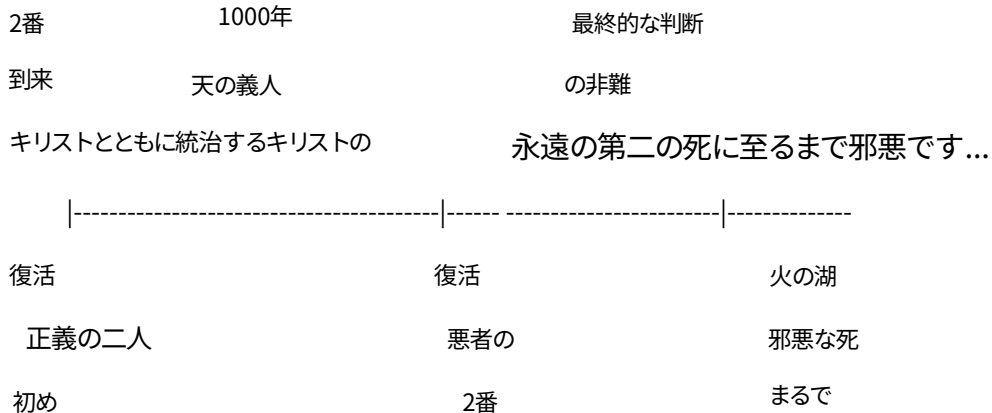 2番 1000年 最終的な判断
到来 天の義人 の非難
キリストとともに統治するキリストの 永遠の第二の死に至るまで邪悪です...
|-----------------------------------------|------ ------------------------|--------------
復活 復活 火の湖
正義の二人 悪者の 邪悪な死
初め 2番 まるで